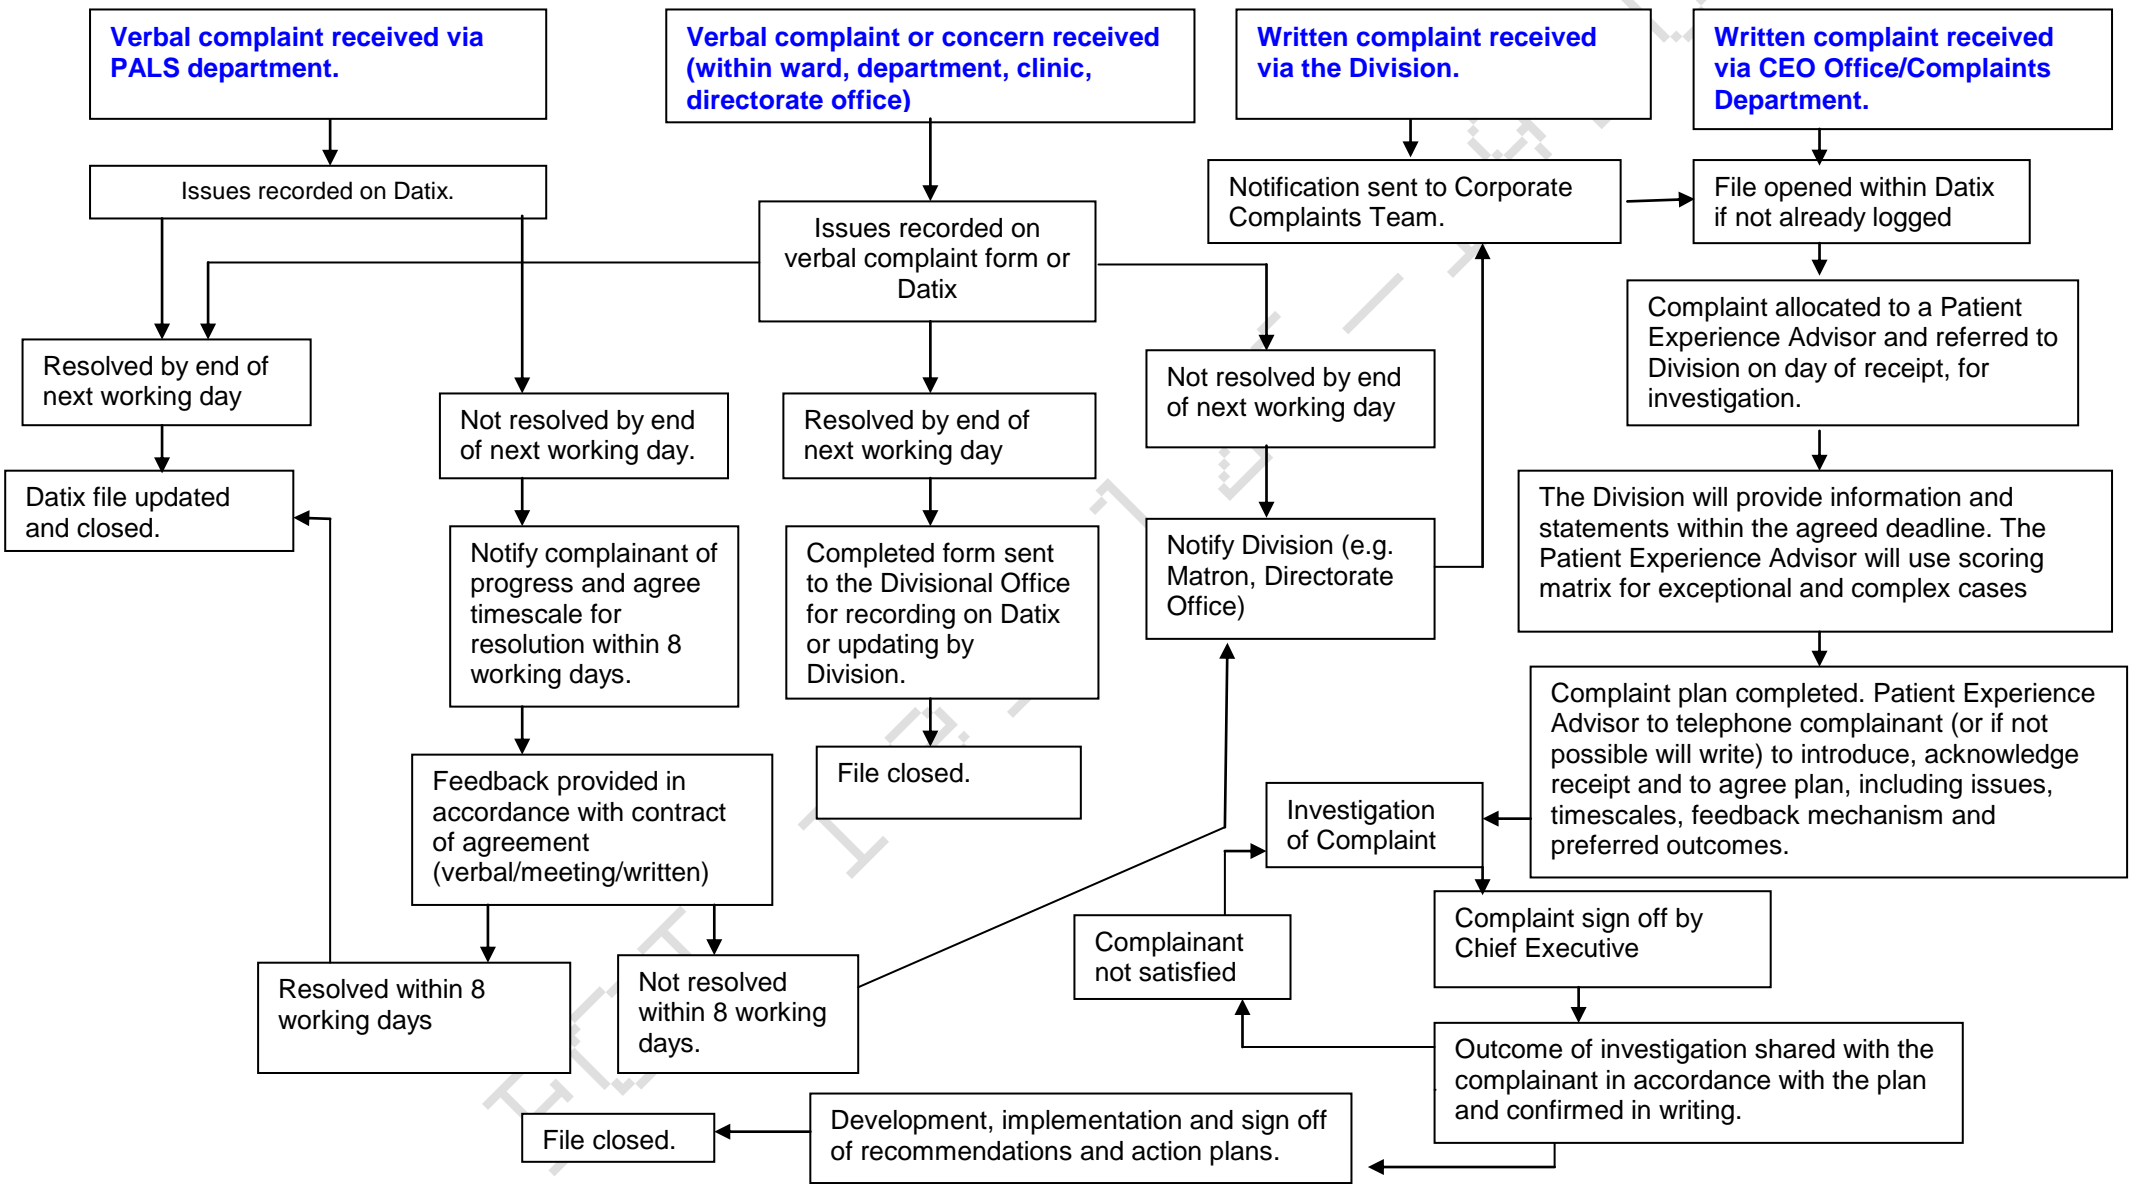 Verbal complaint received via
PALS department.
Verbal complaint or concern received
(within ward, department, clinic,
directorate office)
Written complaint received
via the Division.
Written complaint received
via CEO Office/Complaints
Department.
Issues recorded on Datix.
Issues recorded on
verbal complaint form or
Datix
Notification sent to Corporate
Complaints Team.
File opened within Datix
if not already logged
Resolved by end of
next working day
Not resolved by end
of next working day.
Resolved by end of
next working day
Not resolved by end
of next working day
Complaint allocated to a Patient
Experience Advisor and referred to
Division on day of receipt, for
investigation.
Datix file updated
and closed.
Notify complainant of
progress and agree
timescale for
resolution within 8
working days.
Completed form sent
to the Divisional Office
for recording on Datix
or updating by
Division.
Notify Division (e.g.
Matron, Directorate
Office)
The Division will provide information and
statements within the agreed deadline. The
Patient Experience Advisor will use scoring
matrix for exceptional and complex cases
Feedback provided in
accordance with contract
of agreement
(verbal/meeting/written)
File closed.
Complaint plan completed. Patient Experience
Advisor to telephone complainant (or if not
possible will write) to introduce, acknowledge
receipt and to agree plan, including issues,
timescales, feedback mechanism and
preferred outcomes.
Investigation
of Complaint
Resolved within 8
working days
Not resolved
within 8 working
days.
Complainant
not satisfied
Complaint sign off by
Chief Executive
Outcome of investigation shared with the
complainant in accordance with the plan
and confirmed in writing.
Development, implementation and sign off
of recommendations and action plans.
File closed.